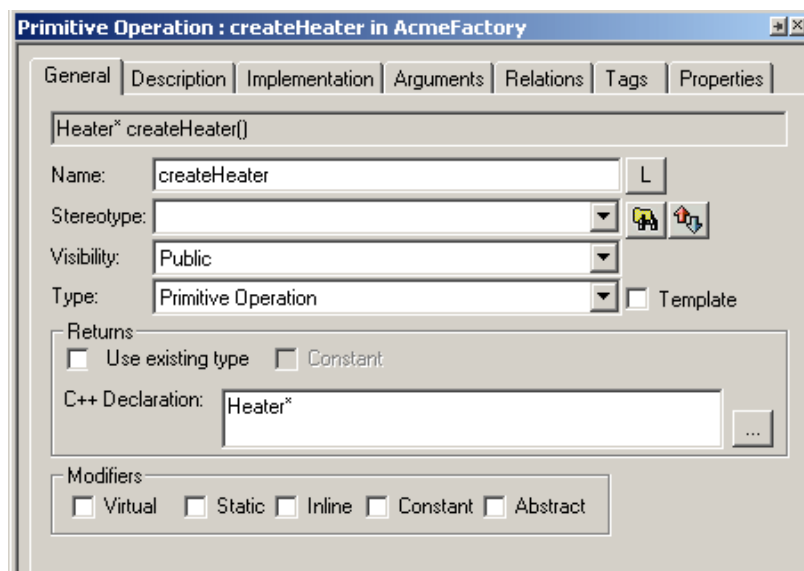 Primitive Operation : createHeater in AcmeFactory
General Description Implementation Arguments Relations Tags Properties
Heater* createHeater()
Name: createHeater L
Stereotype:
Visibility: Public
Type: Primitive Operation Template
Returns
Use existing type Constant
C++ Declaration: Heater*
...
Modifiers
Virtual Static Inline Constant Abstract